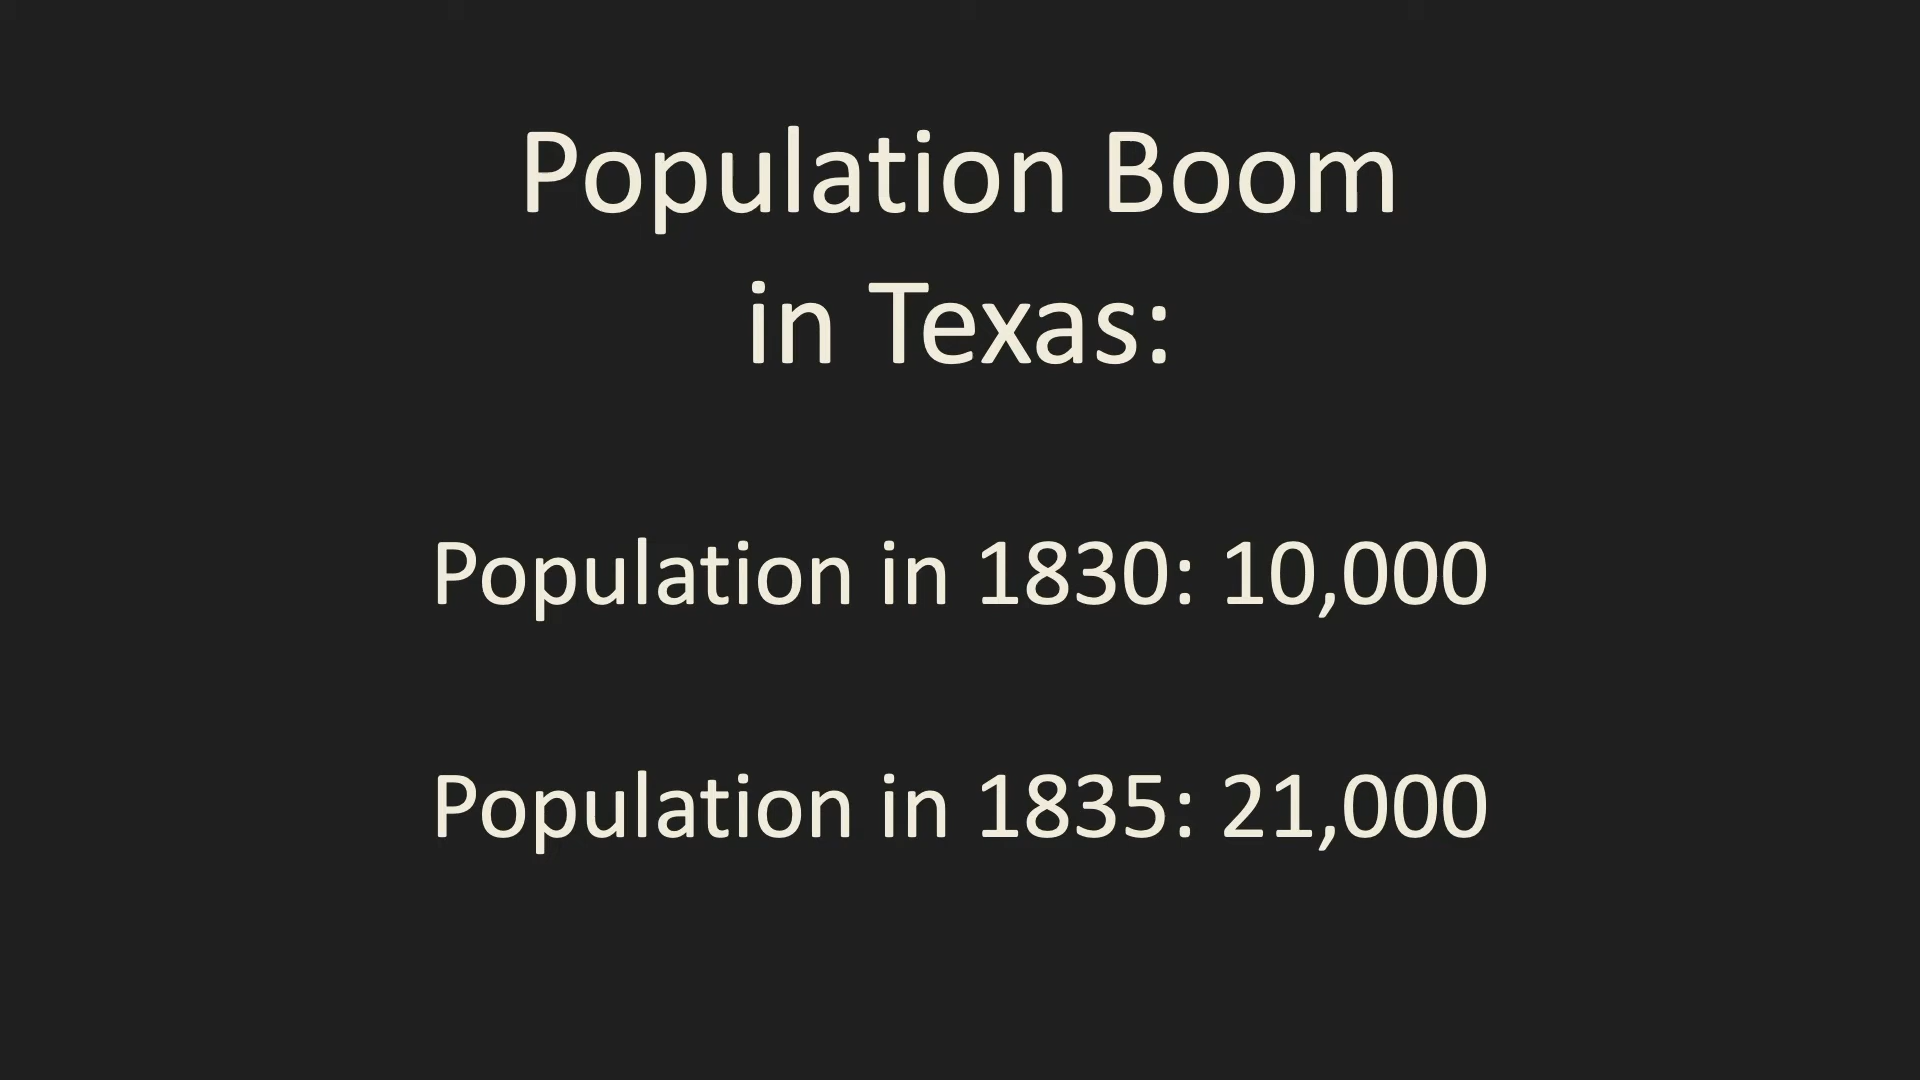 Population Boom
in Texas:
Population in 1830: 10,000
Population in 1835: 21,000